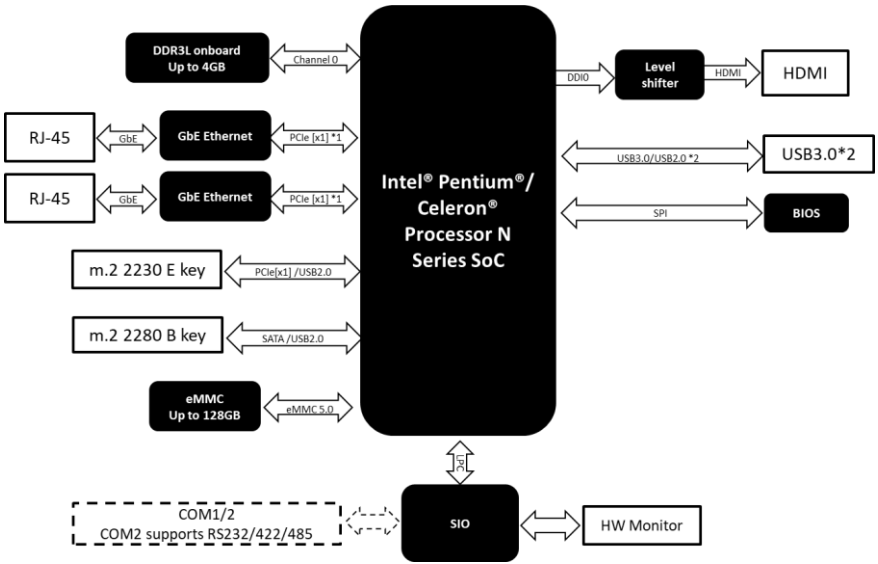 DDR3L onboard
Up to 4GB
Channel 0
RJ-45
GbE
GbE Ethernet
PCIe [x1] *1
RJ-45
GbE
GbE Ethernet
PCIe [x1] *1
m.2 2230 E key
PCIe[x1] /USB2.0
m.2 2280 B key
SATA /USB2.0
eMMC
Up to 128GB
eMMC 5.0
Intel® Pentium®/
Celeron®
Processor N
Series SoC
DDI0
Level
shifter
HDMI
HDMI
USB3.0/USB2.0 *2
USB3.0*2
SPI
BIOS
LPC
COM1/2
COM2 supports RS232/422/485
SIO
HW Monitor